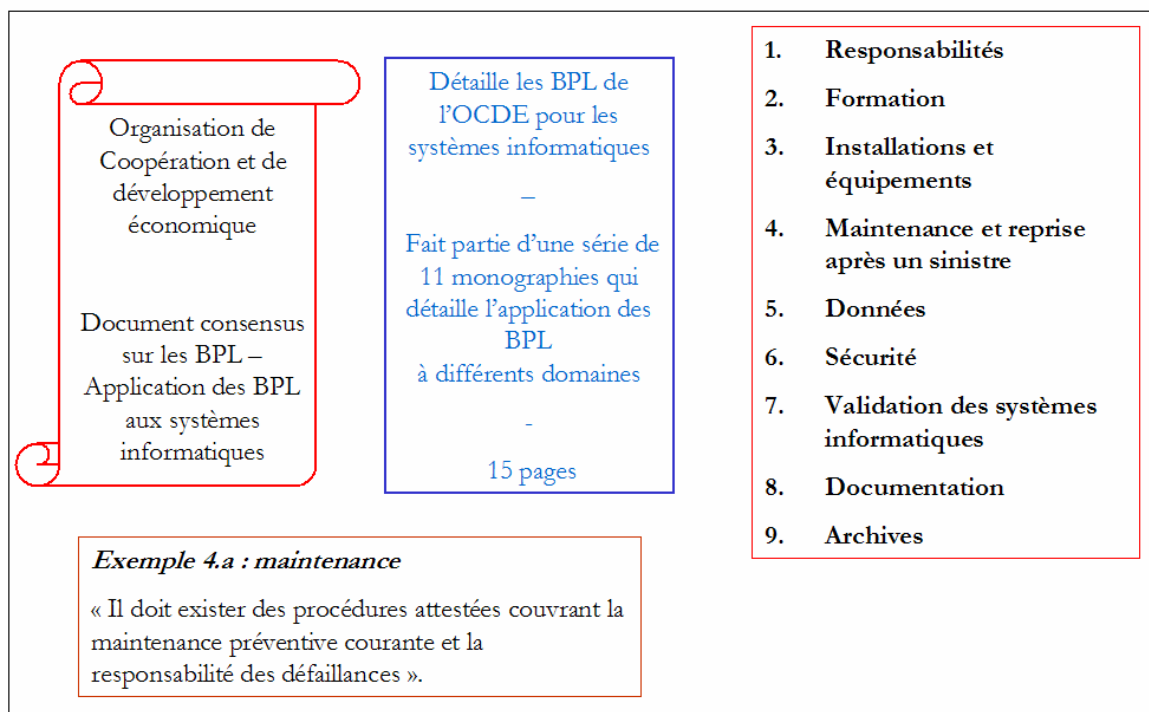 Organisation de
Coopération et de
développement
économique
Document consensus
sur les BPL –
Application des BPL
aux systèmes
informatiques
Détaille les BPL de
l'OCDE pour les
systèmes informatiques
–
Fait partie d'une série de
11 monographies qui
détaille l'application des
BPL
à différents domaines
-
15 pages
1. Responsabilités
2. Formation
3. Installations et
équipements
4. Maintenance et reprise
après un sinistre
5. Données
6. Sécurité
7. Validation des systèmes
informatiques
8. Documentation
9. Archives
Exemple 4.a : maintenance
« Il doit exister des procédures attestées couvrant la
maintenance préventive courante et la
responsabilité des défaillances ».